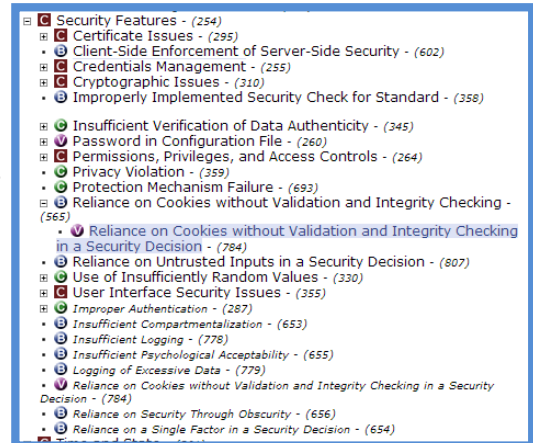 C Security Features - (254)
C Certificate Issues - (295)
B Client-Side Enforcement of Server-Side Security - (602)
C Credentials Management - (255)
C Cryptographic Issues - (310)
B Improperly Implemented Security Check for Standard - (358)
C Insufficient Verification of Data Authenticity - (345)
V Password in Configuration File - (260)
C Permissions, Privileges, and Access Controls - (264)
C Privacy Violation - (359)
C Protection Mechanism Failure - (693)
B Reliance on Cookies without Validation and Integrity Checking -
(565)
V Reliance on Cookies without Validation and Integrity Checking
in a Security Decision - (784)
B Reliance on Untrusted Inputs in a Security Decision - (807)
C Use of Insufficiently Random Values - (330)
C User Interface Security Issues - (355)
C Improper Authentication - (287)
B Insufficient Compartmentalization - (653)
B Insufficient Logging - (778)
B Insufficient Psychological Acceptability - (655)
B Logging of Excessive Data - (779)
V Reliance on Cookies without Validation and Integrity Checking in a Security
Decision - (784)
B Reliance on Security Through Obscurity - (656)
B Reliance on a Single Factor in a Security Decision - (654)
C Time and State -